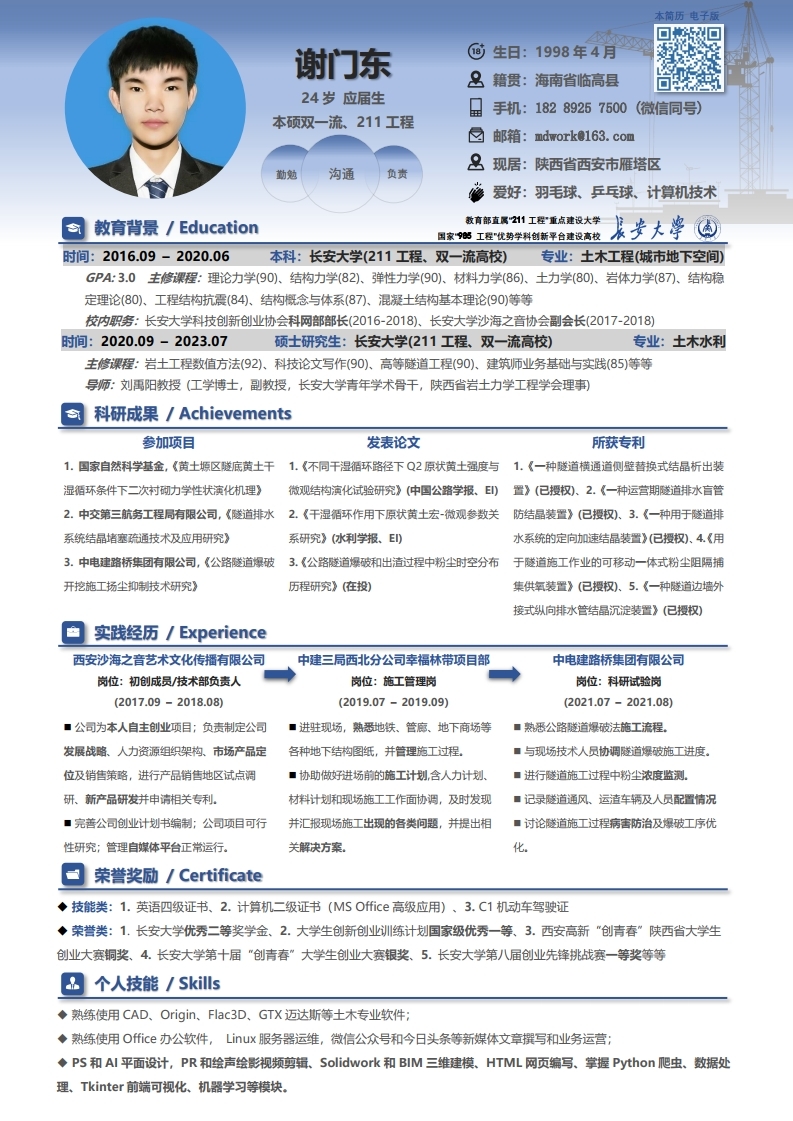 本简历 电子版
谢门东
24 岁 应届生
本硕双一流、211 工程
勤勉
沟通
负责
18+
生日：1998 年 4 月
籍贯：海南省临高县
手机：182 8925 7500（微信同号）
邮箱：mdwork@163.com
现居：陕西省西安市雁塔区
爱好：羽毛球、乒乓球、计算机技术
教育背景 / Education
教育部直属“211 工程”重点建设大学
国家“985 工程”优势学科创新平台建设高校
长安大学
时间：2016.09 – 2020.06 本科：长安大学(211 工程、双一流高校) 专业：土木工程(城市地下空间)
GPA: 3.0 主修课程：理论力学(90)、结构力学(82)、弹性力学(90)、材料力学(86)、土力学(80)、岩体力学(87)、结构稳
定理论(80)、工程结构抗震(84)、结构概念与体系(87)、混凝土结构基本理论(90)等等
校内职务：长安大学科技创新创业协会科网部部长(2016-2018)、长安大学沙海之音协会副会长(2017-2018)
时间：2020.09 – 2023.07 硕士研究生：长安大学(211 工程、双一流高校) 专业：土木水利
主修课程：岩土工程数值方法(92)、科技论文写作(90)、高等隧道工程(90)、建筑师业务基础与实践(85)等等
导师：刘禹阳教授 (工学博士，副教授，长安大学青年学术骨干，陕西省岩土力学工程学会理事)
科研成果 / Achievements
参加项目
1. 国家自然科学基金，《黄土塬区隧底黄土干
湿循环条件下二次衬砌力学性状演化机理》
2. 中交第三航务工程局有限公司，《隧道排水
系统结晶堵塞疏通技术及应用研究》
3. 中电建路桥集团有限公司，《公路隧道爆破
开挖施工扬尘抑制技术研究》
发表论文
1.《不同干湿循环路径下 Q2 原状黄土强度与
微观结构演化试验研究》(中国公路学报、EI)
2.《干湿循环作用下原状黄土宏-微观参数关
系研究》(水利学报、EI)
3.《公路隧道爆破和出渣过程中粉尘时空分布
历程研究》(在投)
所获专利
1.《一种隧道横通道侧壁替换式结晶析出装
置》(已授权)、2.《一种运营期隧道排水盲管
防结晶装置》(已授权)、3.《一种用于隧道排
水系统的定向加速结晶装置》(已授权)、4.《用
于隧道施工作业的可移动一体式粉尘阻隔捕
集供氧装置》(已授权)、5.《一种隧道边墙外
接式纵向排水管结晶沉淀装置》(已授权)
实践经历 / Experience
西安沙海之音艺术文化传播有限公司
岗位：初创成员/技术部负责人
(2017.09 – 2018.08)
■ 公司为本人自主创业项目；负责制定公司
发展战略、人力资源组织架构、市场产品定
位及销售策略，进行产品销售地区试点调
研、新产品研发并申请相关专利。
■ 完善公司创业计划书编制；公司项目可行
性研究；管理自媒体平台正常运行。
中建三局西北分公司幸福林带项目部
岗位：施工管理岗
(2019.07 – 2019.09)
■ 进驻现场，熟悉地铁、管廊、地下商场等
各种地下结构图纸，并管理施工过程。
■ 协助做好进场前的施工计划,含人力计划、
材料计划和现场施工工作面协调，及时发现
并汇报现场施工出现的各类问题，并提出相
关解决方案。
中电建路桥集团有限公司
岗位：科研试验岗
(2021.07 – 2021.08)
■ 熟悉公路隧道爆破法施工流程。
■ 与现场技术人员协调隧道爆破施工进度。
■ 进行隧道施工过程中粉尘浓度监测。
■ 记录隧道通风、运渣车辆及人员配置情况
■ 讨论隧道施工过程病害防治及爆破工序优
化。
荣誉奖励 / Certificate
◆ 技能类：1. 英语四级证书、2. 计算机二级证书（MS Office 高级应用）、3. C1 机动车驾驶证
◆ 荣誉类：1. 长安大学优秀二等奖学金、2. 大学生创新创业训练计划国家级优秀一等、3. 西安高新“创青春”陕西省大学生
创业大赛铜奖、4. 长安大学第十届“创青春”大学生创业大赛银奖、5. 长安大学第八届创业先锋挑战赛一等奖等等
个人技能 / Skills
◆ 熟练使用 CAD、Origin、Flac3D、GTX 迈达斯等土木专业软件；
◆ 熟练使用 Office 办公软件， Linux 服务器运维，微信公众号和今日头条等新媒体文章撰写和业务运营；
◆ PS 和 AI 平面设计，PR 和绘声绘影视频剪辑、Solidwork 和 BIM 三维建模、HTML 网页编写、掌握 Python 爬虫、数据处
理、Tkinter 前端可视化、机器学习等模块。